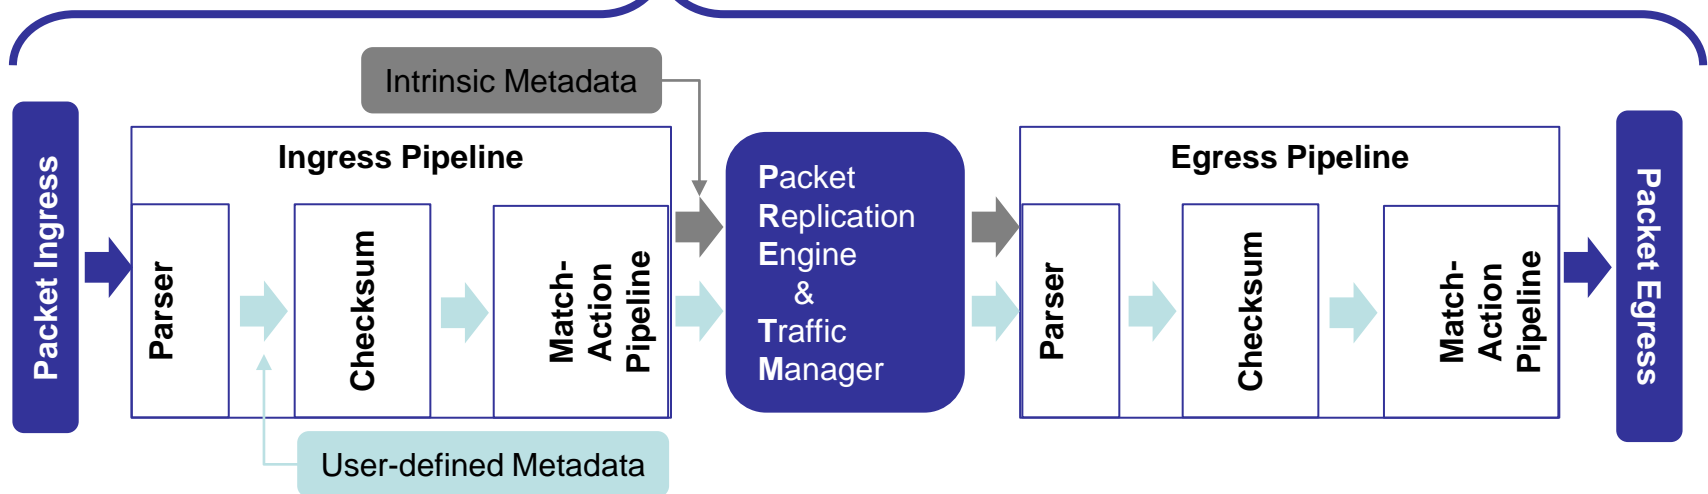 Intrinsic Metadata
Packet Ingress
Ingress Pipeline
Parser
Checksum
Match-
Action
Pipeline
Packet
Replication
Engine
&
Traffic
Manager
Egress Pipeline
Parser
Checksum
Match-
Action
Pipeline
Packet Egress
User-defined Metadata